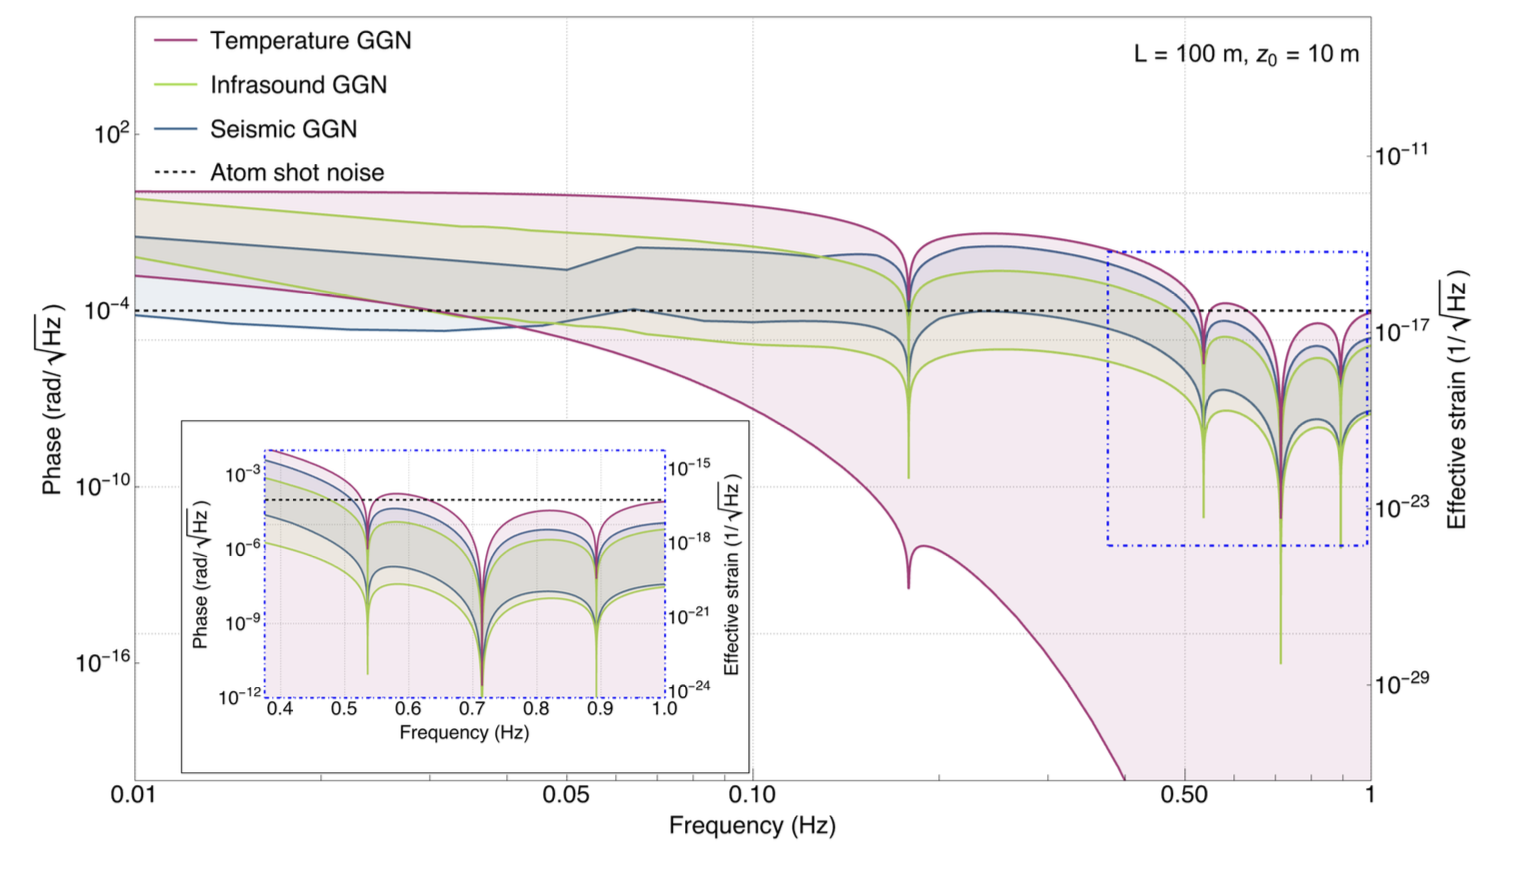 Temperature GGN
Infrasound GGN
Seismic GGN
Atom shot noise
L = 100 m, z₀ = 10 m
Phase (rad/√Hz )
10²
10⁻⁴
10⁻¹⁰
10⁻¹⁶
Effective strain (1/√Hz )
10⁻¹¹
10⁻¹⁷
10⁻²³
10⁻²⁹
0.01 0.05 0.10 0.50 1
Frequency (Hz)
Phase (rad/√Hz )
10⁻³
10⁻⁶
10⁻⁹
10⁻¹²
Effective strain (1/√Hz )
10⁻¹⁵
10⁻¹⁸
10⁻²¹
10⁻²⁴
0.4 0.5 0.6 0.7 0.8 0.9 1.0
Frequency (Hz)